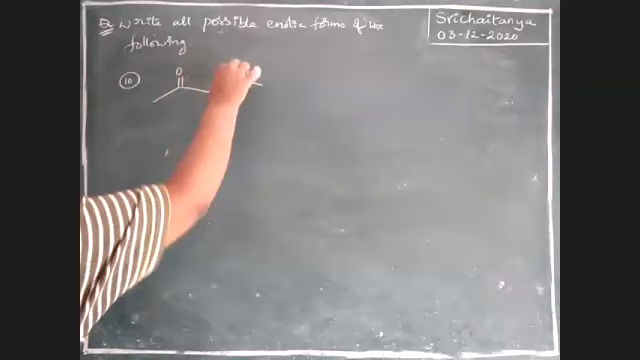 Q Write all possible enolic forms of the
Srichaitanya
following
03-12-2020
10
O